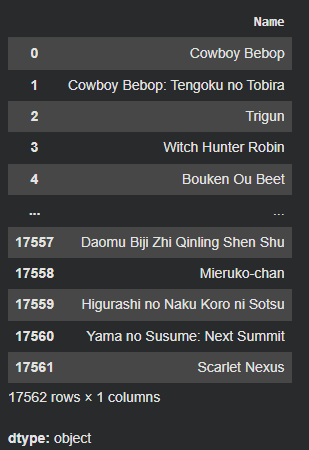 Name
0 Cowboy Bebop
1 Cowboy Bebop: Tengoku no Tobira
2 Trigun
3 Witch Hunter Robin
4 Bouken Ou Beet
... ...
17557 Daomu Biji Zhi Qinling Shen Shu
17558 Mieruko-chan
17559 Higurashi no Naku Koro ni Sotsu
17560 Yama no Susume: Next Summit
17561 Scarlet Nexus
17562 rows × 1 columns
dtype: object